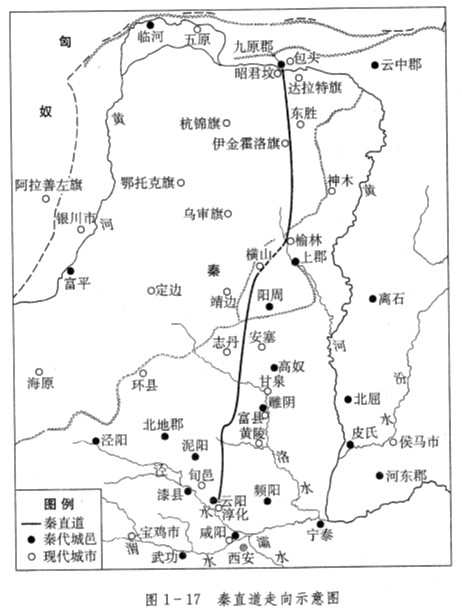 匈
奴
临河
五原
九原郡
包头
昭君坟
云中郡
达拉特旗
东胜
黄
杭锦旗
伊金霍洛旗
阿拉善左旗
鄂托克旗
神木
黄
银川市
河
乌审旗
榆林
上郡
横山
秦
富平
定边
靖边
阳周
离石
志丹
安塞
河
汾
高奴
甘泉
海原
环县
雕阴
富县
北屈
黄陵
洛
水
北地郡
泾阳
泥阳
皮氏
侯马市
泾
旬邑
漆县
频阳
水
河东郡
云阳
水
淳化
宝鸡市
咸阳
宁秦
渭
武功
水
西安
灞
水
图例
秦直道
秦代城邑
现代城市
图 1-17 秦直道走向示意图